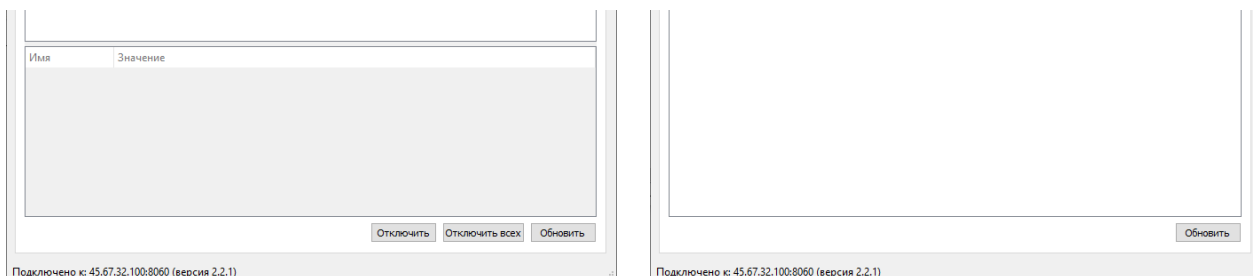 Имя Значение
Отключить Отключить всех Обновить
Подключено к: 45.67.32.100:8060 (версия 2.2.1)
Обновить
Подключено к: 45.67.32.100:8060 (версия 2.2.1)